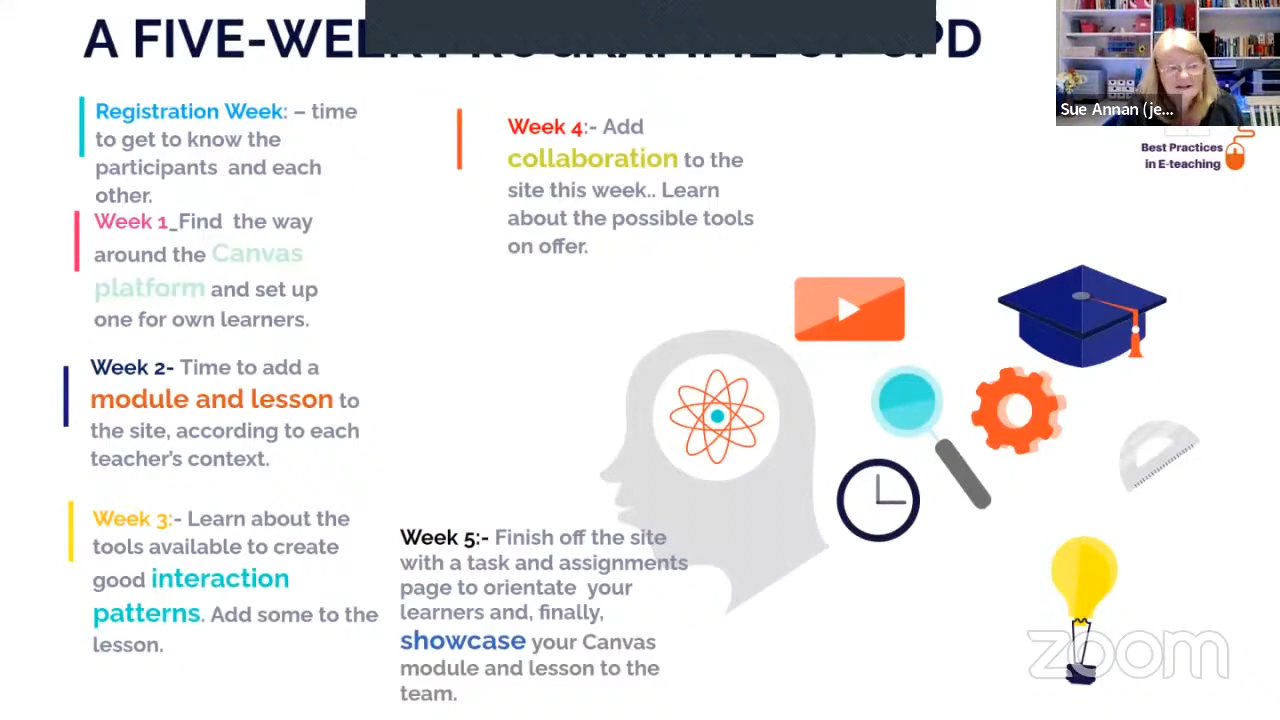 A FIVE-WEEK PROGRAMME OF CPD
Registration Week: – time
to get to know the
participants and each
other.
Week 1_Find the way
around the Canvas
platform and set up
one for own learners.
Week 2- Time to add a
module and lesson to
the site, according to each
teacher's context.
Week 3:- Learn about the
tools available to create
good interaction
patterns. Add some to the
lesson.
Week 4:- Add
collaboration to the
site this week.. Learn
about the possible tools
on offer.
Week 5:- Finish off the site
with a task and assignments
page to orientate your
learners and, finally,
showcase your Canvas
module and lesson to the
team.
Sue Annan (je...
Best Practices
in E-teaching
zoom